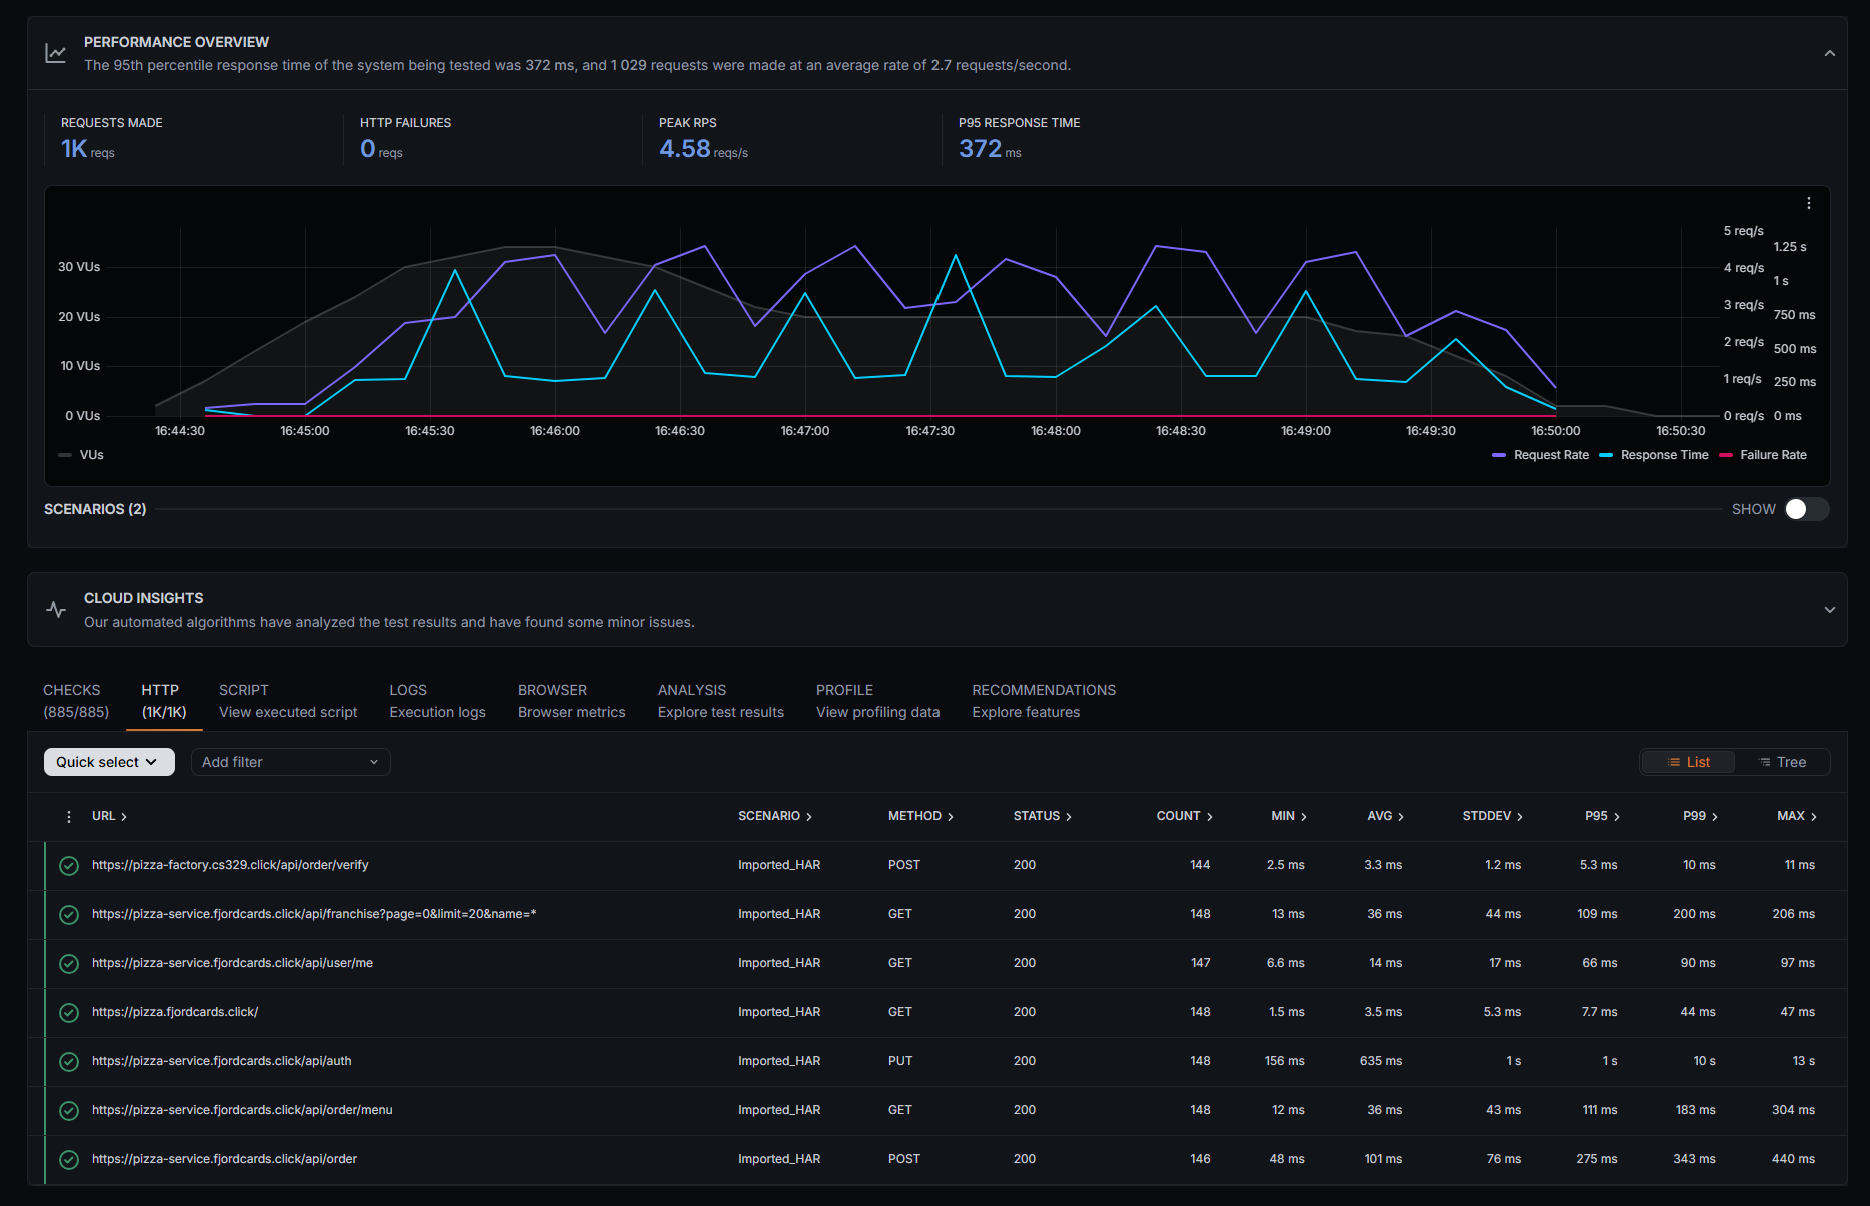 PERFORMANCE OVERVIEW
The 95th percentile response time of the system being tested was 372 ms, and 1 029 requests were made at an average rate of 2.7 requests/second.
REQUESTS MADE HTTP FAILURES PEAK RPS P95 RESPONSE TIME
1K reqs 0 reqs 4.58 reqs/s 372 ms
5 req/s
1.25 s
30 VUs 4 req/s
1 s
3 req/s
20 VUs 750 ms
2 req/s
500 ms
10 VUs 1 req/s
250 ms
0 VUs 0 req/s 0 ms
16:44:30 16:45:00 16:45:30 16:46:00 16:46:30 16:47:00 16:47:30 16:48:00 16:48:30 16:49:00 16:49:30 16:50:00 16:50:30
VUs Request Rate Response Time Failure Rate
SCENARIOS (2) SHOW
CLOUD INSIGHTS
Our automated algorithms have analyzed the test results and have found some minor issues.
CHECKS HTTP SCRIPT LOGS BROWSER ANALYSIS PROFILE RECOMMENDATIONS
(885/885) (1K/1K) View executed script Execution logs Browser metrics Explore test results View profiling data Explore features
Quick select Add filter List Tree
URL SCENARIO METHOD STATUS COUNT MIN AVG STDDEV P95 P99 MAX
https://pizza-factory.cs329.click/api/order/verify Imported_HAR POST 200 144 2.5 ms 3.3 ms 1.2 ms 5.3 ms 10 ms 11 ms
https://pizza-service.fjordcards.click/api/franchise?page=0&limit=20&name=* Imported_HAR GET 200 148 13 ms 36 ms 44 ms 109 ms 200 ms 206 ms
https://pizza-service.fjordcards.click/api/user/me Imported_HAR GET 200 147 6.6 ms 14 ms 17 ms 66 ms 90 ms 97 ms
https://pizza.fjordcards.click/ Imported_HAR GET 200 148 1.5 ms 3.5 ms 5.3 ms 7.7 ms 44 ms 47 ms
https://pizza-service.fjordcards.click/api/auth Imported_HAR PUT 200 148 156 ms 635 ms 1 s 1 s 10 s 13 s
https://pizza-service.fjordcards.click/api/order/menu Imported_HAR GET 200 148 12 ms 36 ms 43 ms 111 ms 183 ms 304 ms
https://pizza-service.fjordcards.click/api/order Imported_HAR POST 200 146 48 ms 101 ms 76 ms 275 ms 343 ms 440 ms